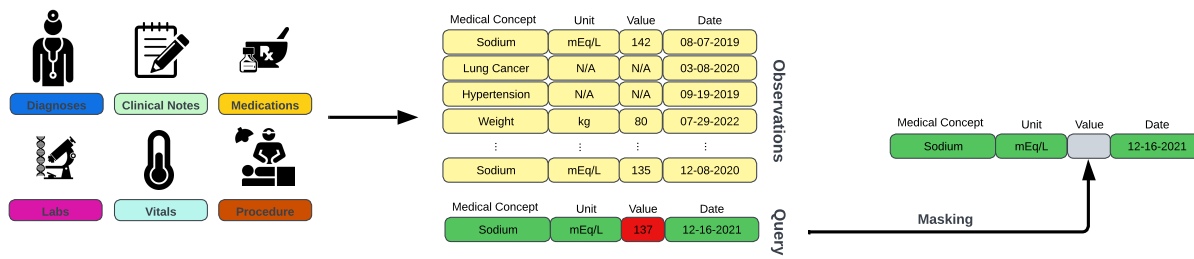 Diagnoses
Clinical Notes
Medications
Rx
Labs
Vitals
Procedure
Medical Concept Unit Value Date
Sodium mEq/L 142 08-07-2019
Lung Cancer N/A N/A 03-08-2020
Hypertension N/A N/A 09-19-2019
Weight kg 80 07-29-2022
⋮ ⋮ ⋮ ⋮
Sodium mEq/L 135 12-08-2020
Observations
Medical Concept Unit Value Date
Sodium mEq/L 137 12-16-2021
Query
Masking
Medical Concept Unit Value Date
Sodium mEq/L 12-16-2021